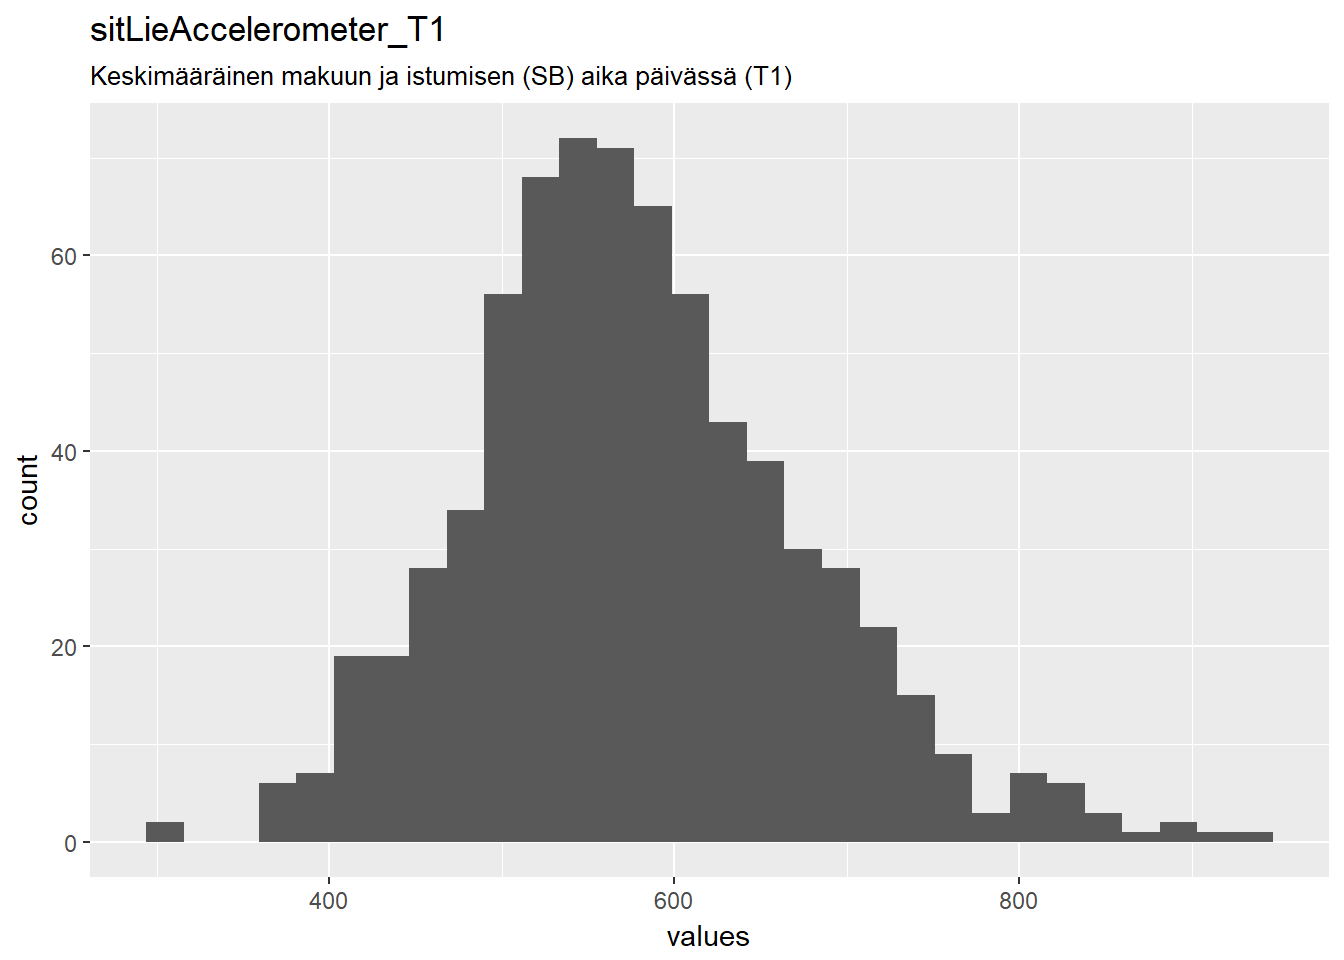 sitLieAccelerometer_T1
Keskimääräinen makuun ja istumisen (SB) aika päivässä (T1)
60
40
20
0
count
400 600 800
values